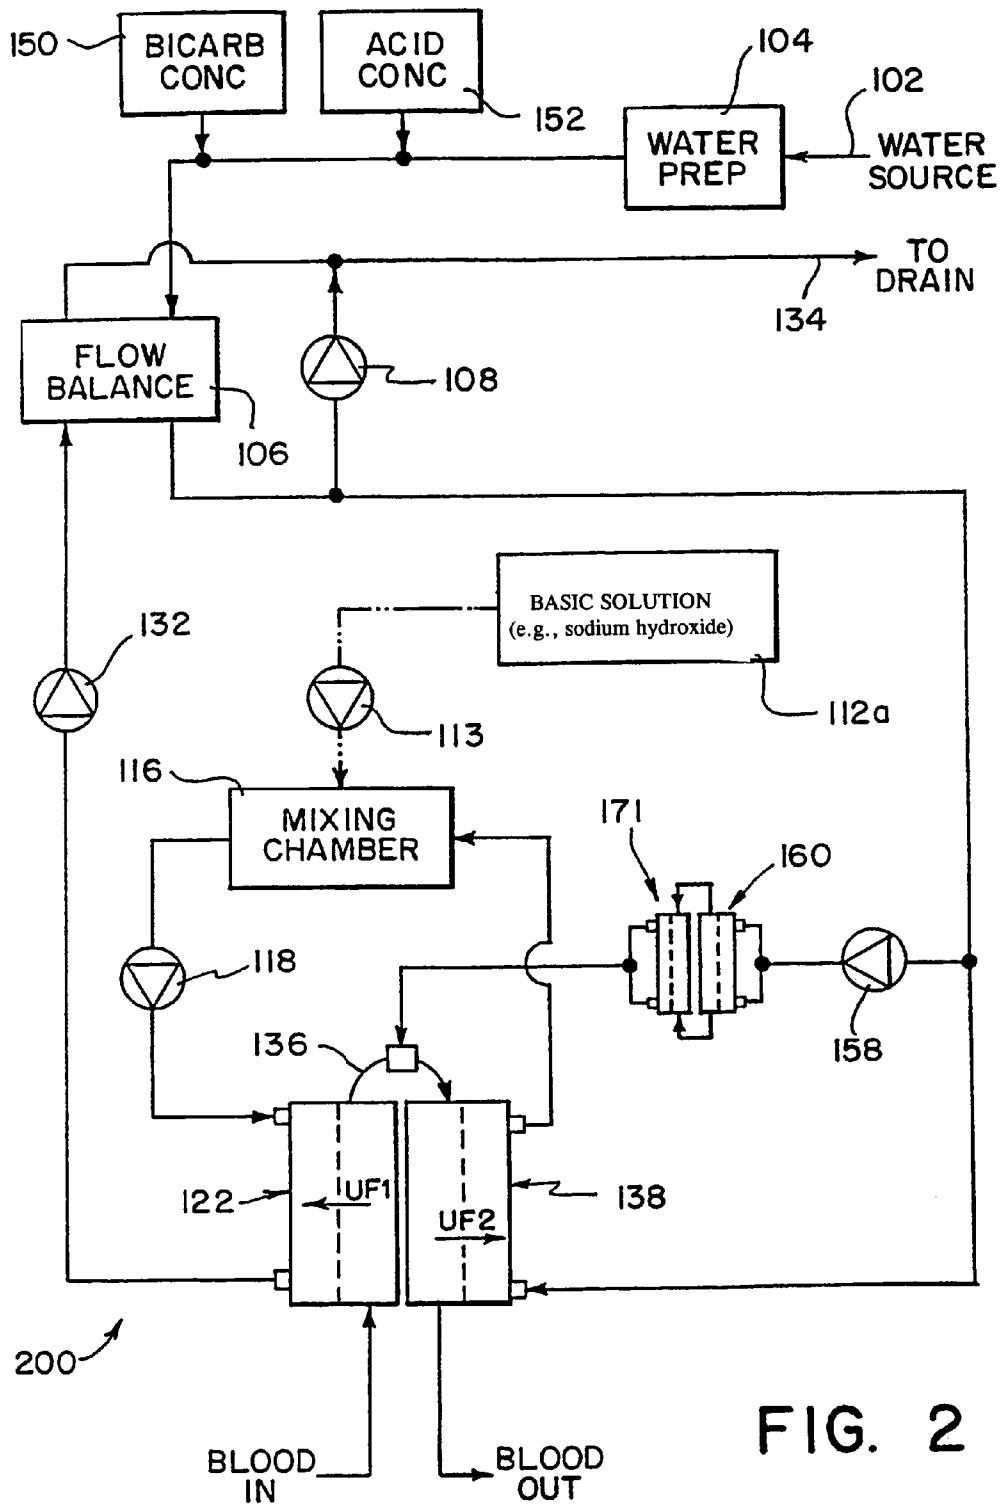 150
BICARB
CONC
ACID
CONC
152
104
102
WATER
PREP
WATER
SOURCE
TO
DRAIN
134
FLOW
BALANCE
108
106
BASIC SOLUTION
(e.g., sodium hydroxide)
132
112a
113
116
MIXING
CHAMBER
171
160
118
136
158
122
UF1
UF2
138
200
BLOOD
IN
BLOOD
OUT
FIG. 2